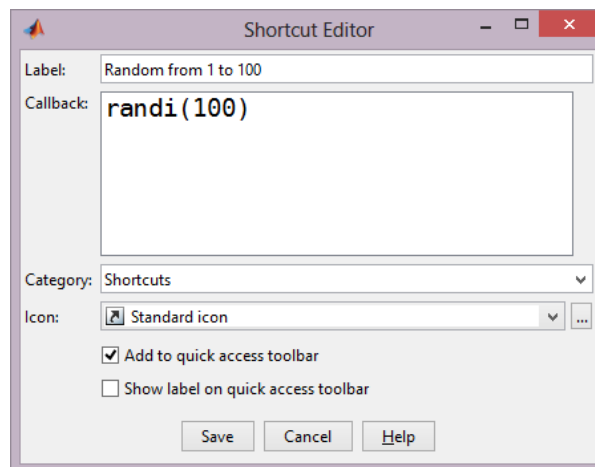 Shortcut Editor
Label: Random from 1 to 100
Callback: randi(100)
Category: Shortcuts
Icon: Standard icon ...
Add to quick access toolbar
Show label on quick access toolbar
Save Cancel Help